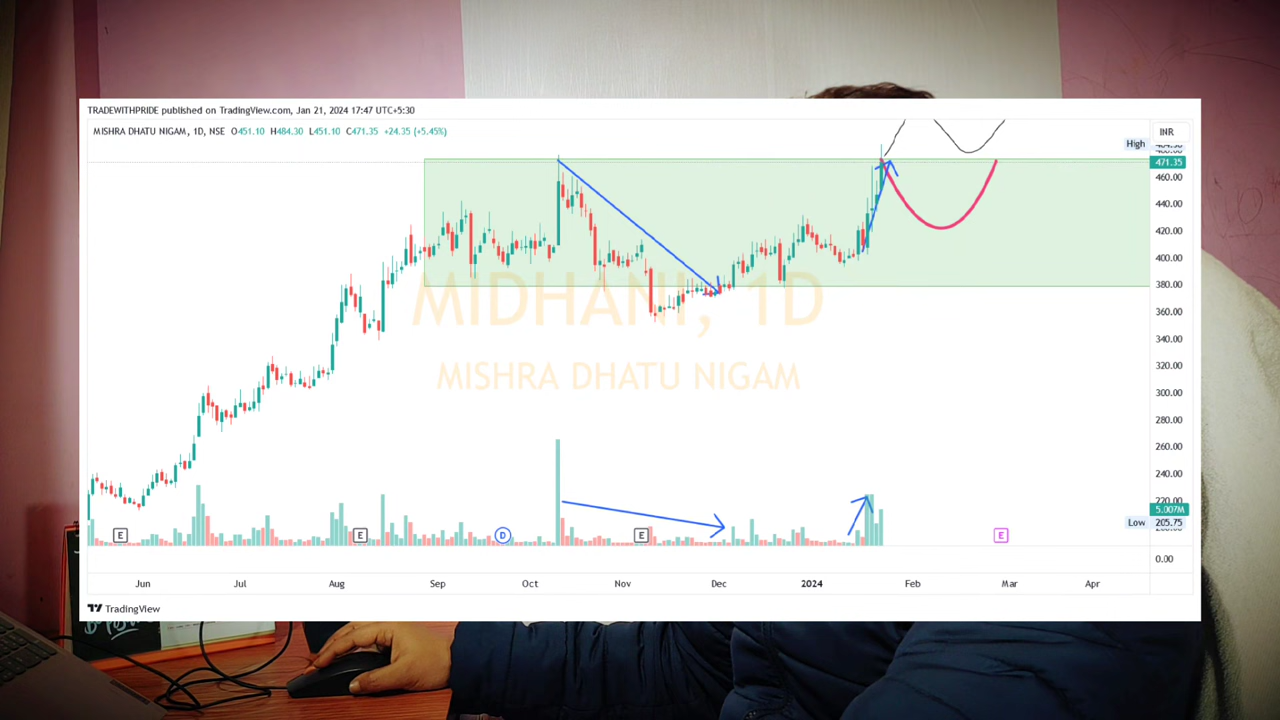 TRADEWITHPRIDE published on TradingView.com, Jan 21, 2024 17:47 UTC+5:30
MISHRA DHATU NIGAM, 1D, NSE O451.10 H484.30 L451.10 C471.35 +24.35 (+5.45%)
INR
High
471.35
460.00
440.00
420.00
400.00
380.00
360.00
340.00
320.00
300.00
280.00
260.00
240.00
220.00
5.007M
Low 205.75
0.00
MIDHANI, 1D
MISHRA DHATU NIGAM
E E D E E
Jun Jul Aug Sep Oct Nov Dec 2024 Feb Mar Apr
TradingView